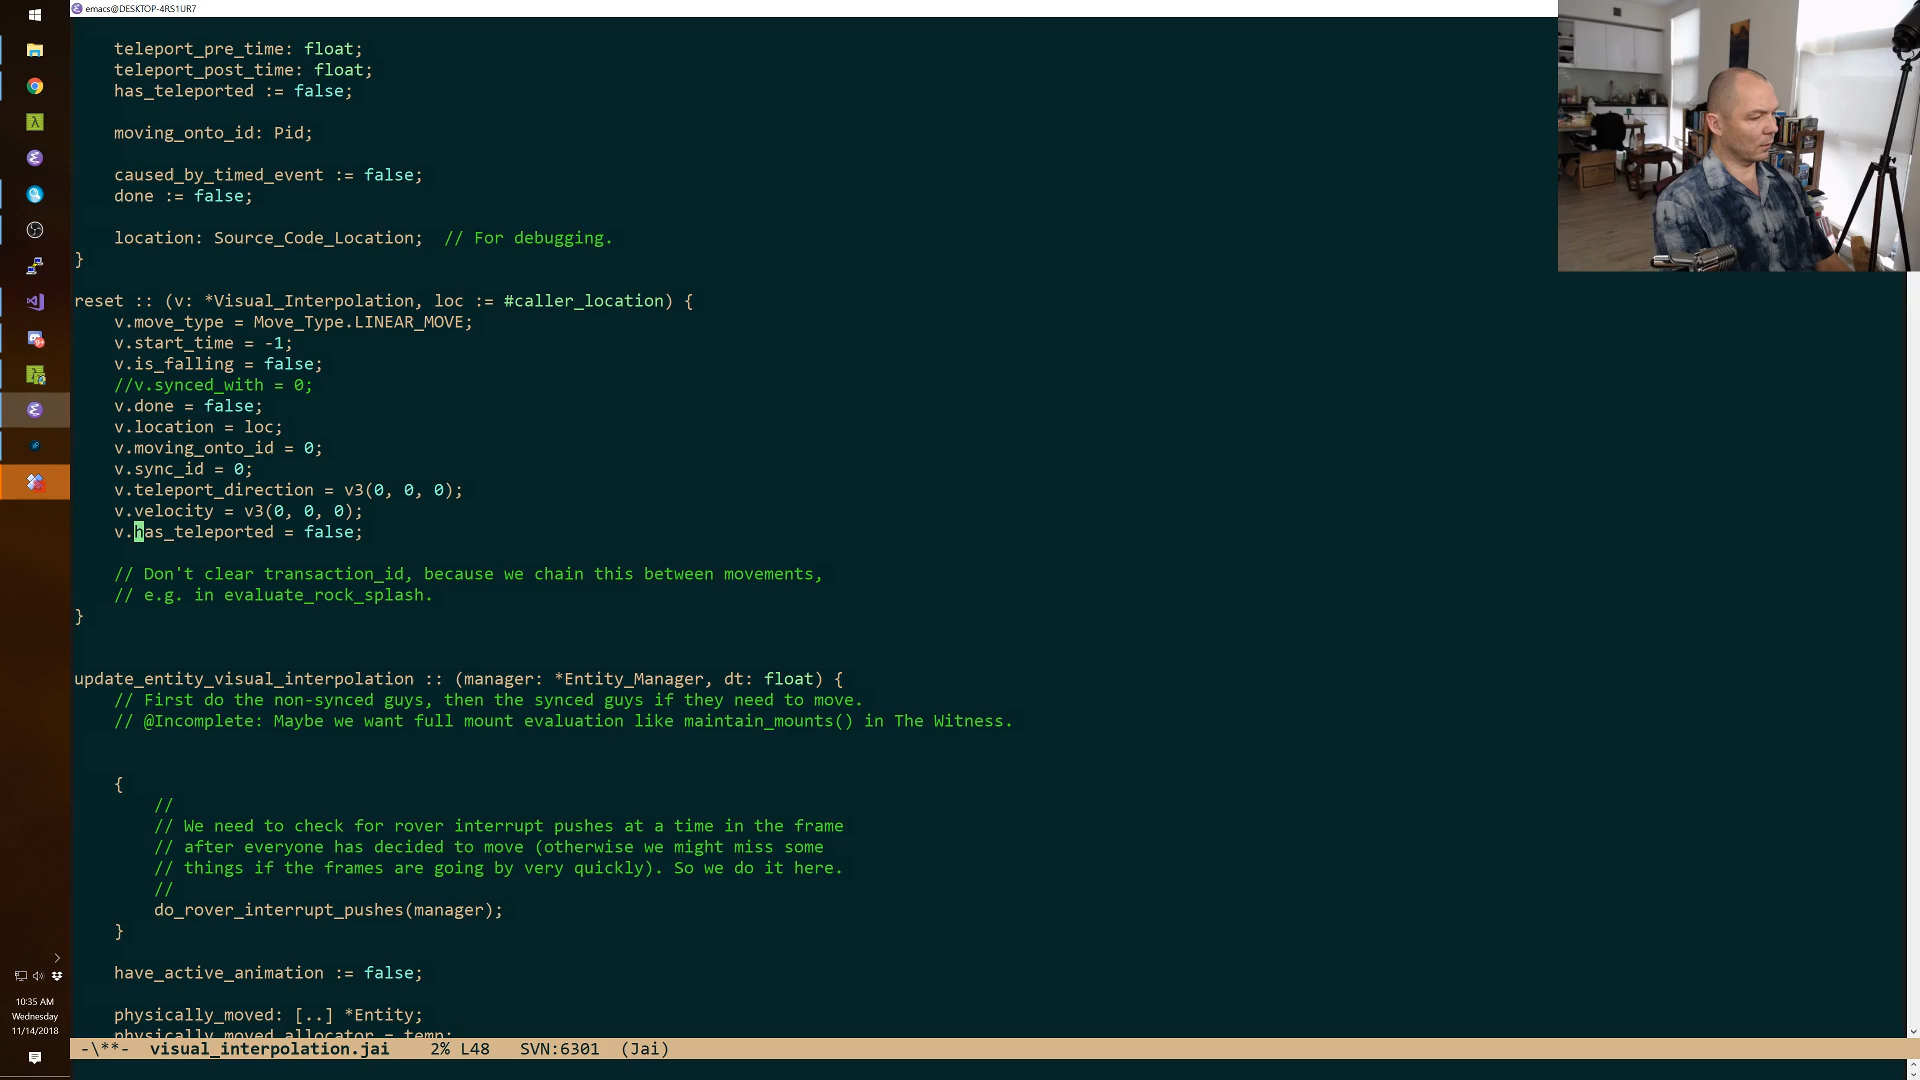 emacs@DESKTOP-4RS1UR7
teleport_pre_time: float;
teleport_post_time: float;
has_teleported := false;
moving_onto_id: Pid;
caused_by_timed_event := false;
done := false;
location: Source_Code_Location;  // For debugging.
}
reset :: (v: *Visual_Interpolation, loc := #caller_location) {
v.move_type = Move_Type.LINEAR_MOVE;
v.start_time = -1;
v.is_falling = false;
//v.synced_with = 0;
v.done = false;
v.location = loc;
v.moving_onto_id = 0;
v.sync_id = 0;
v.teleport_direction = v3(0, 0, 0);
v.velocity = v3(0, 0, 0);
v.has_teleported = false;
// Don't clear transaction_id, because we chain this between movements,
// e.g. in evaluate_rock_splash.
}
update_entity_visual_interpolation :: (manager: *Entity_Manager, dt: float) {
// First do the non-synced guys, then the synced guys if they need to move.
// @Incomplete: Maybe we want full mount evaluation like maintain_mounts() in The Witness.
{
//
// We need to check for rover interrupt pushes at a time in the frame
// after everyone has decided to move (otherwise we might miss some
// things if the frames are going by very quickly). So we do it here.
//
do_rover_interrupt_pushes(manager);
}
have_active_animation := false;
physically_moved: [..] *Entity;
physically_moved.allocator = temp;
-\**-  visual_interpolation.jai    2% L48   SVN:6301  (Jai)
10:35 AM
Wednesday
11/14/2018